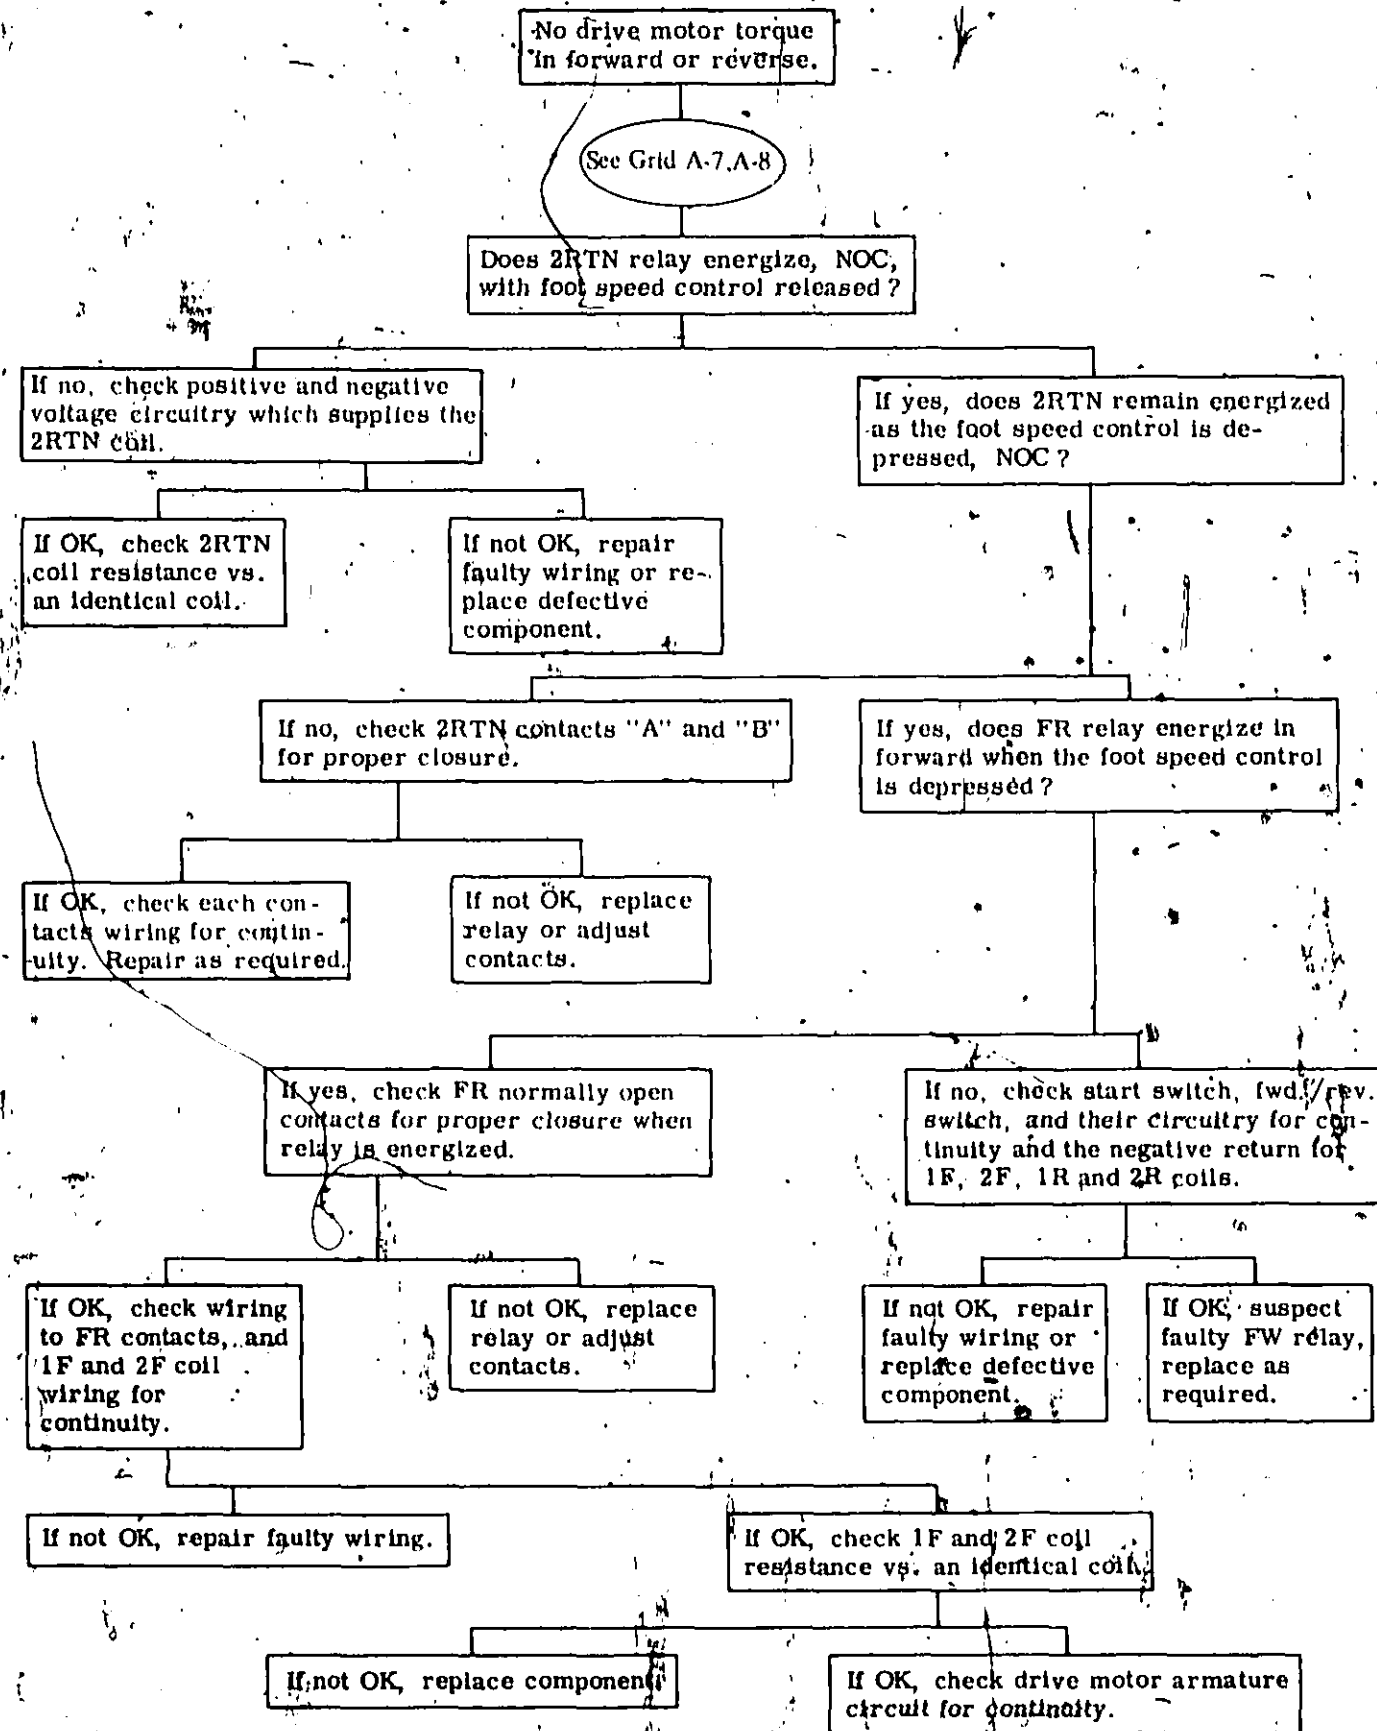 No drive motor torque
in forward or reverse.
See Grid A-7, A-8
Does 2RTN relay energize, NOC,
with foot speed control released?
If no, check positive and negative
voltage circuitry which supplies the
2RTN coil.
If yes, does 2RTN remain energized
as the foot speed control is de-
pressed, NOC?
If OK, check 2RTN
coil resistance vs.
an identical coil.
If not OK, repair
faulty wiring or re-
place defective
component.
If no, check 2RTN contacts "A" and "B"
for proper closure.
If yes, does FR relay energize in
forward when the foot speed control
is depressed?
If OK, check each con-
tacts wiring for contin-
uity. Repair as required.
If not OK, replace
relay or adjust
contacts.
If yes, check FR normally open
contacts for proper closure when
relay is energized.
If no, check start switch, fwd./rev.
switch, and their circuitry for con-
tinuity and the negative return for
1F, 2F, 1R and 2R coils.
If OK, check wiring
to FR contacts, and
1F and 2F coil
wiring for
continuity.
If not OK, replace
relay or adjust
contacts.
If not OK, repair
faulty wiring or
replace defective
component.
If OK, suspect
faulty FW relay,
replace as
required.
If not OK, repair faulty wiring.
If OK, check 1F and 2F coil
resistance vs. an identical coil.
If not OK, replace component
If OK, check drive motor armature
circuit for continuity.